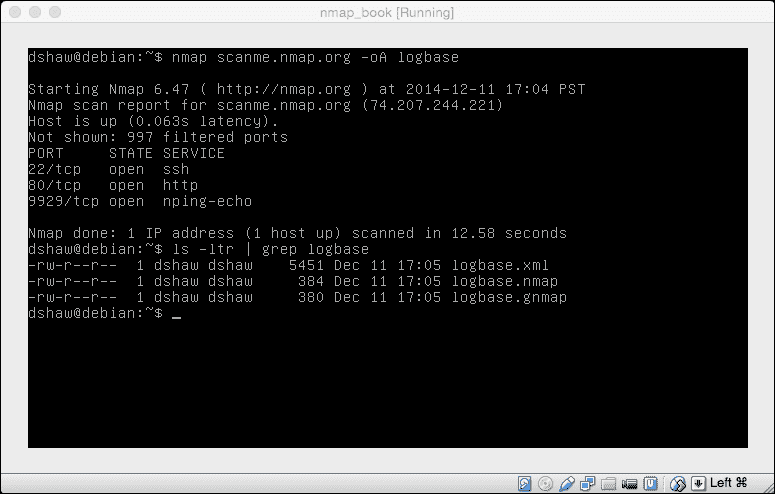 nmap_book [Running]
dshaw@debian:~$ nmap scanme.nmap.org -oA logbase
Starting Nmap 6.47 ( http://nmap.org ) at 2014-12-11 17:04 PST
Nmap scan report for scanme.nmap.org (74.207.244.221)
Host is up (0.063s latency).
Not shown: 997 filtered ports
PORT     STATE SERVICE
22/tcp   open  ssh
80/tcp   open  http
9929/tcp open  nping-echo
Nmap done: 1 IP address (1 host up) scanned in 12.58 seconds
dshaw@debian:~$ ls -ltr | grep logbase
-rw-r--r--  1 dshaw dshaw    5451 Dec 11 17:05 logbase.xml
-rw-r--r--  1 dshaw dshaw     384 Dec 11 17:05 logbase.nmap
-rw-r--r--  1 dshaw dshaw     380 Dec 11 17:05 logbase.gnmap
dshaw@debian:~$ _
Left ⌘